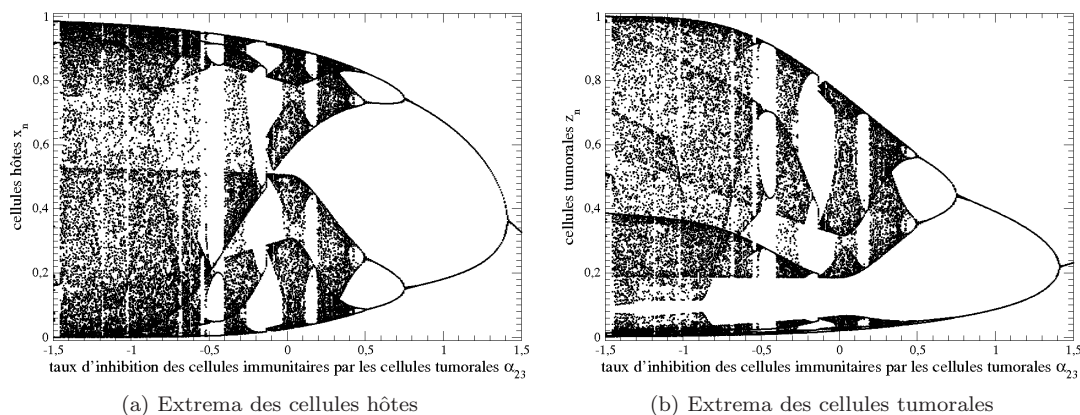 1
0,8
0,6
0,4
0,2
0
cellules hôtes x_n
-1,5 -1 -0,5 0 0,5 1 1,5
taux d'inhibition des cellules immunitaires par les cellules tumorales α_23
(a) Extrema des cellules hôtes
1
0,8
0,6
0,4
0,2
0
cellules tumorales z_n
-1,5 -1 -0,5 0 0,5 1 1,5
taux d'inhibition des cellules immunitaires par les cellules tumorales α_23
(b) Extrema des cellules tumorales